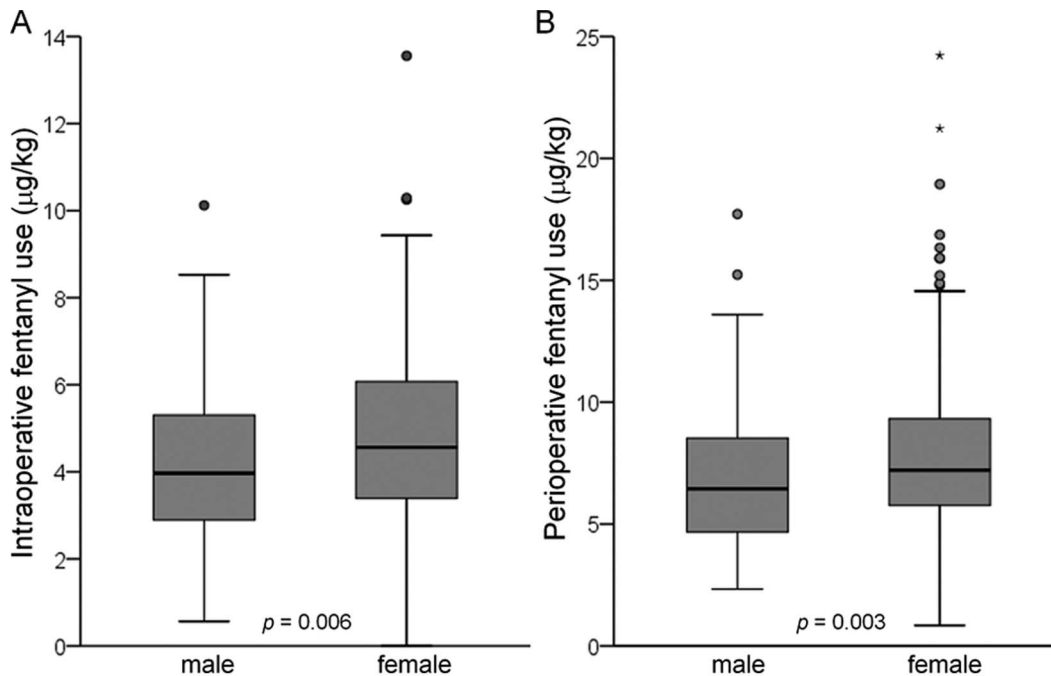 A
Intraoperative fentanyl use (μg/kg)
14
12
10
8
6
4
2
0
p = 0.006
male
female
B
Perioperative fentanyl use (μg/kg)
25
20
15
10
5
0
p = 0.003
male
female